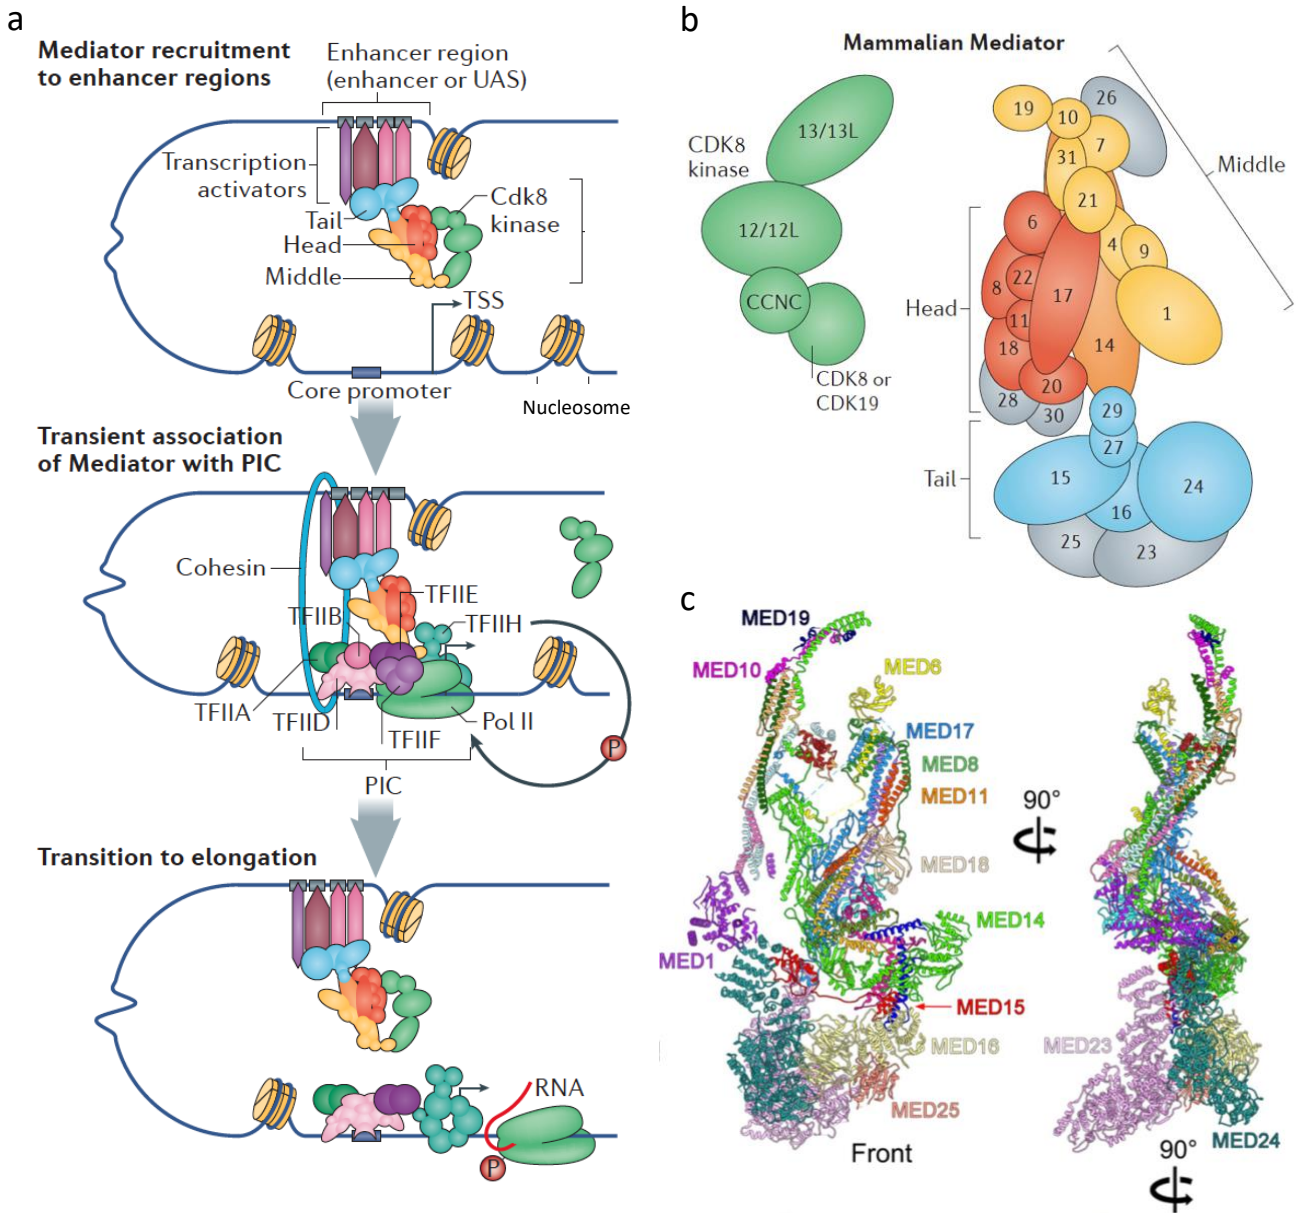 a
Mediator recruitment
to enhancer regions
Enhancer region
(enhancer or UAS)
Transcription
activators
Tail
Head
Middle
Cdk8
kinase
TSS
Core promoter
Nucleosome
Transient association
of Mediator with PIC
Cohesin
TFIIE
TFIIB
TFIIH
TFIIA
TFIID
TFIIF
Pol II
P
PIC
Transition to elongation
RNA
P
b
Mammalian Mediator
CDK8
kinase
13/13L
12/12L
CCNC
CDK8 or
CDK19
19
10
26
7
31
21
Middle
6
4
9
22
8
17
1
Head
11
18
14
20
28
30
29
27
Tail
15
24
16
25
23
c
MED19
MED10
MED6
MED17
MED8
MED11
MED18
MED14
MED1
MED15
MED16
MED25
Front
90°
MED23
MED24
90°